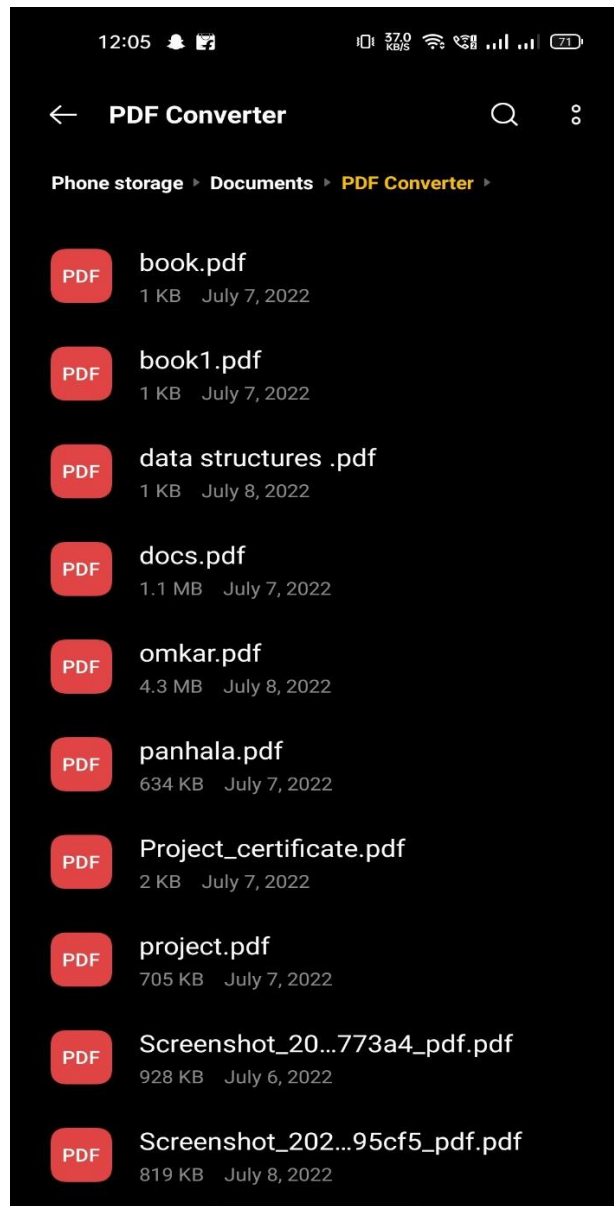 12:05 37.0 KB/S 71
PDF Converter
Phone storage Documents PDF Converter
PDF book.pdf
1 KB July 7, 2022
PDF book1.pdf
1 KB July 7, 2022
PDF data structures .pdf
1 KB July 8, 2022
PDF docs.pdf
1.1 MB July 7, 2022
PDF omkar.pdf
4.3 MB July 8, 2022
PDF panhala.pdf
634 KB July 7, 2022
PDF Project_certificate.pdf
2 KB July 7, 2022
PDF project.pdf
705 KB July 7, 2022
PDF Screenshot_20...773a4_pdf.pdf
928 KB July 6, 2022
PDF Screenshot_202...95cf5_pdf.pdf
819 KB July 8, 2022